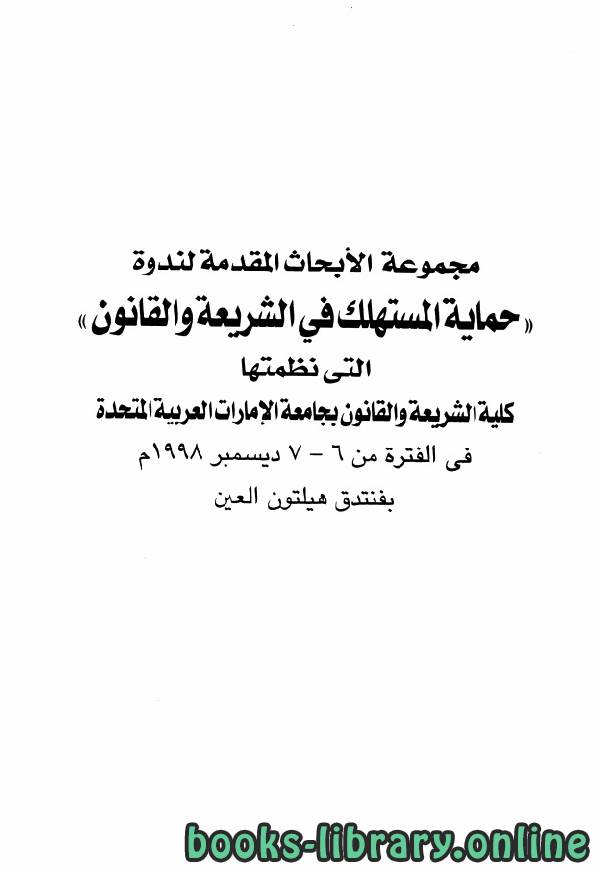 مجموعة الأبحاث المقدمة لندوة
« حماية المستهلك في الشريعة والقانون »
التى نظمتها
كلية الشريعة والقانون بجامعة الإمارات العربية المتحدة
فى الفترة من ٦ - ٧ ديسمبر ١٩٩٨م
بفنتدق هيلتون العين
books-library.online